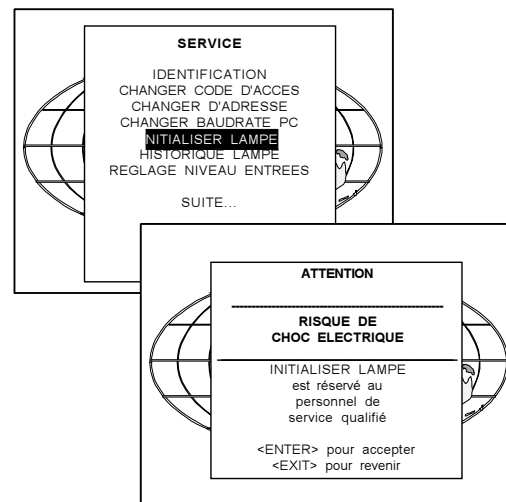 SERVICE
IDENTIFICATION
CHANGER CODE D'ACCES
CHANGER D'ADRESSE
CHANGER BAUDRATE PC
NITIALISER LAMPE
HISTORIQUE LAMPE
REGLAGE NIVEAU ENTREES
SUITE...
ATTENTION
RISQUE DE
CHOC ELECTRIQUE
INITIALISER LAMPE
est réservé au
personnel de
service qualifié
<ENTER> pour accepter
<EXIT> pour revenir